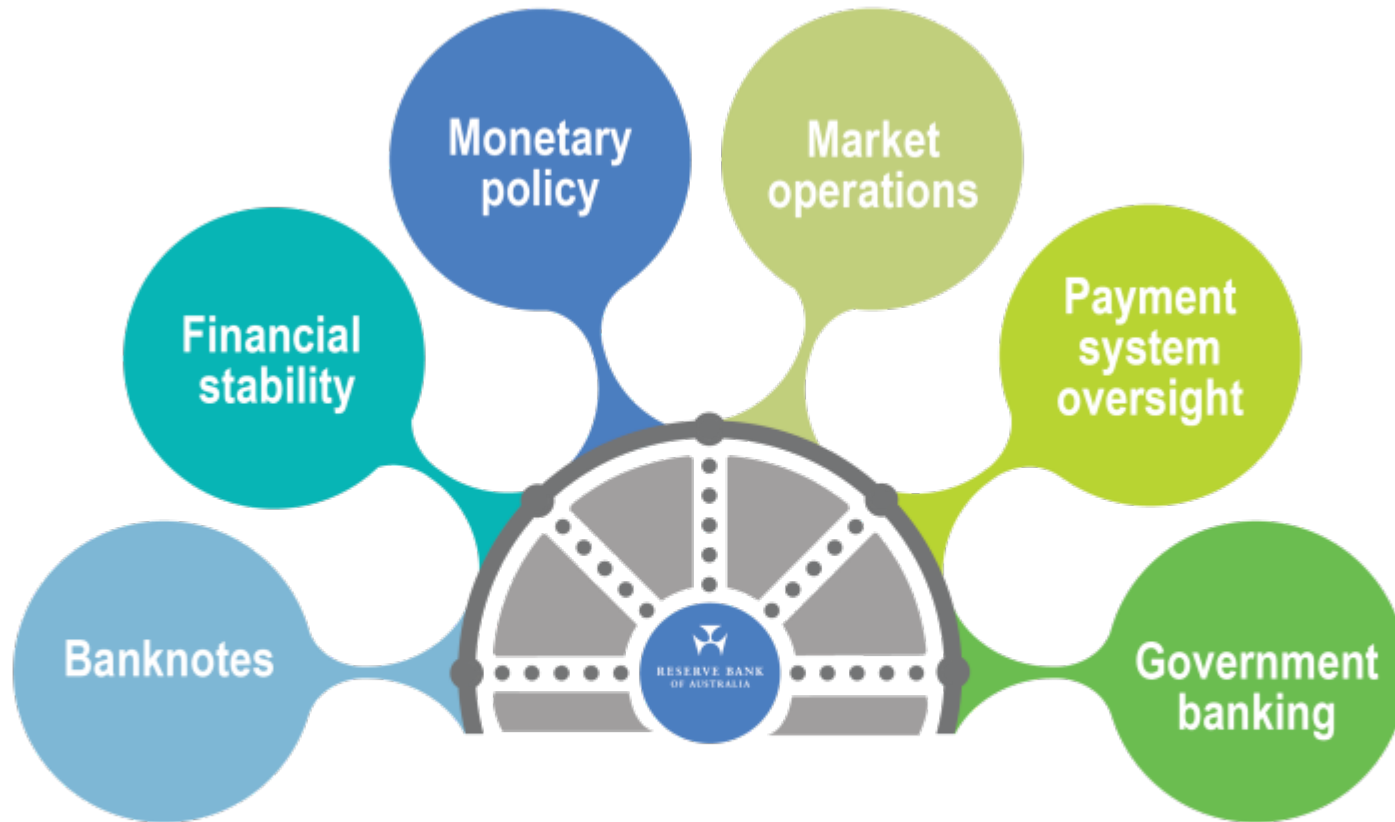 Banknotes
Financial
stability
Monetary
policy
Market
operations
Payment
system
oversight
Government
banking
RESERVE BANK
OF AUSTRALIA